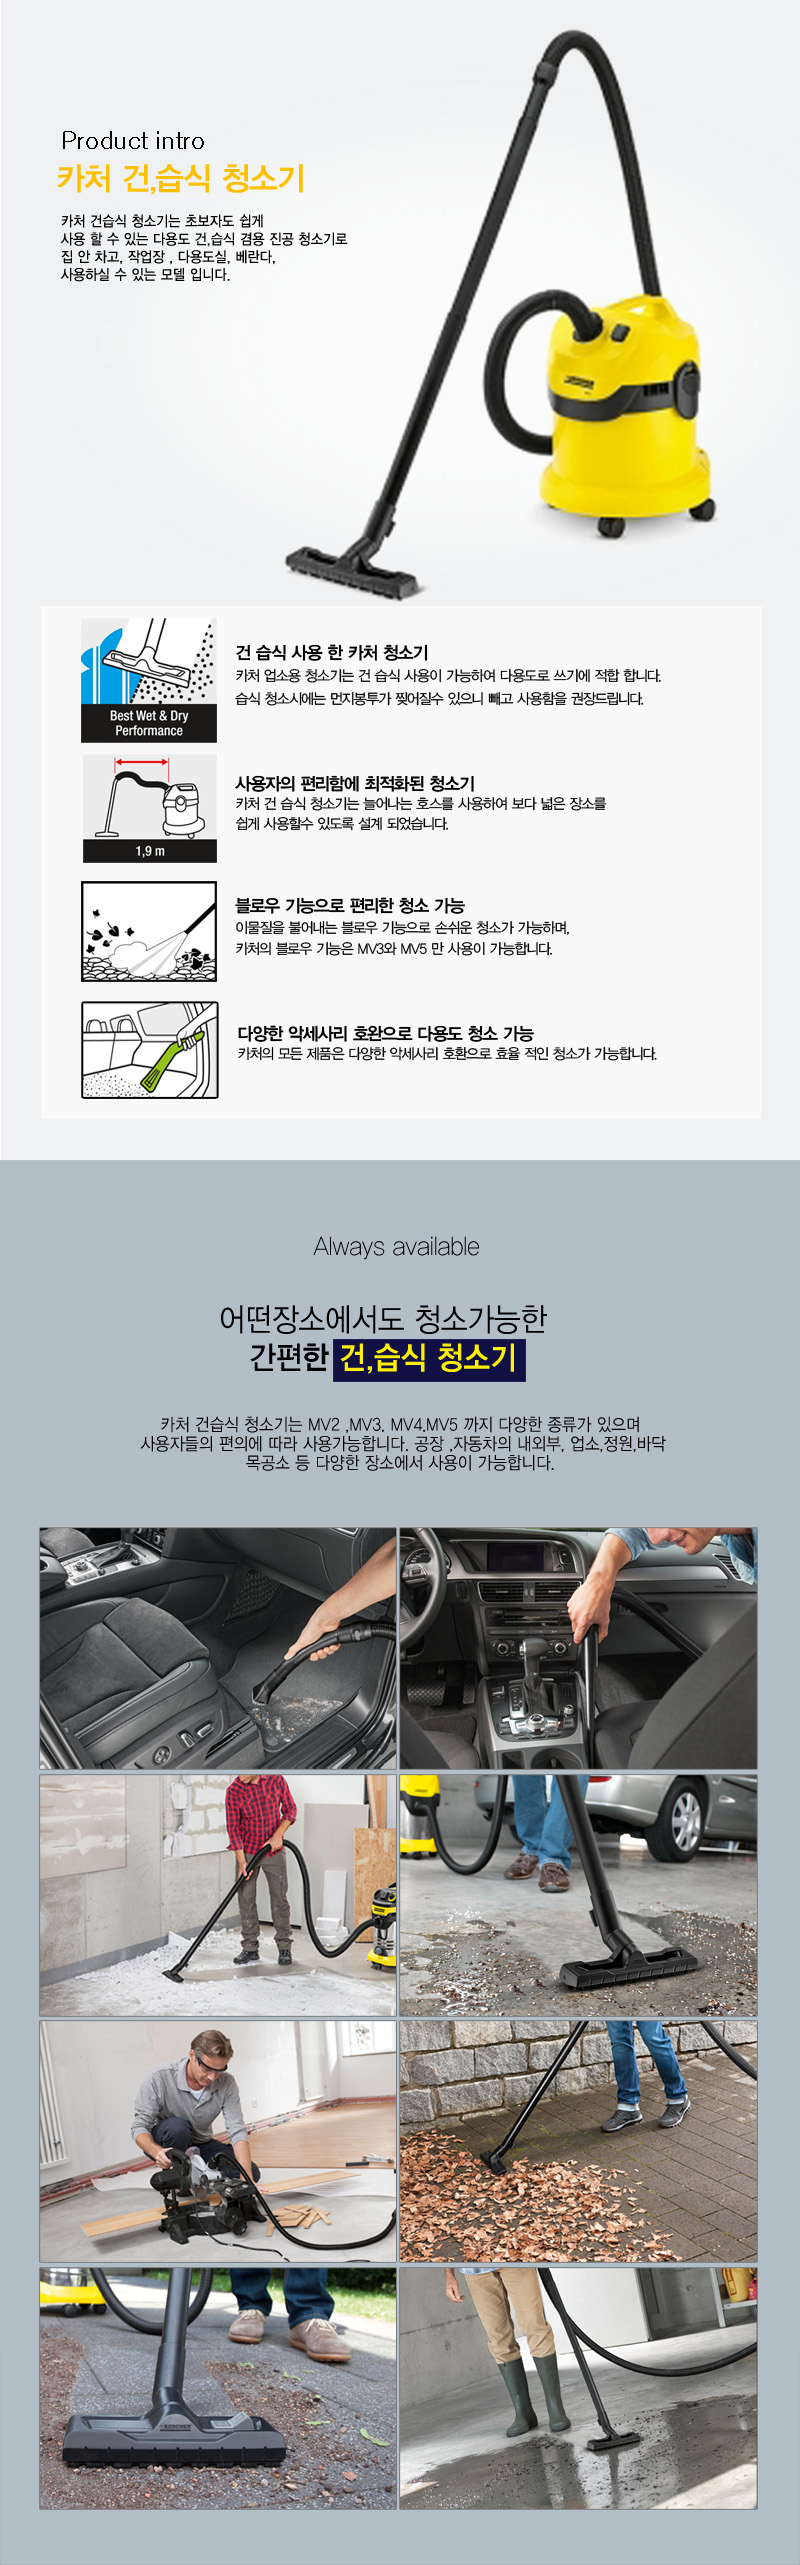 Product intro
카처 건,습식 청소기
카처 건습식 청소기는 초보자도 쉽게
사용 할 수 있는 다용도 건,습식 겸용 진공 청소기로
집 안 차고, 작업장 , 다용도실, 베란다,
사용하실 수 있는 모델 입니다.
Best Wet & Dry
Performance
건 습식 사용 한 카처 청소기
카처 업소용 청소기는 건 습식 사용이 가능하여 다용도로 쓰기에 적합 합니다.
습식 청소시에는 먼지봉투가 찢어질수 있으니 빼고 사용함을 권장드립니다.
1,9 m
사용자의 편리함에 최적화된 청소기
카처 건 습식 청소기는 늘어나는 호스를 사용하여 보다 넓은 장소를
쉽게 사용할수 있도록 설계 되었습니다.
블로우 기능으로 편리한 청소 가능
이물질을 불어내는 블로우 기능으로 손쉬운 청소가 가능하며,
카처의 블로우 기능은 MV3와 MV5 만 사용이 가능합니다.
다양한 악세사리 호완으로 다용도 청소 가능
카처의 모든 제품은 다양한 악세사리 호환으로 효율 적인 청소가 가능합니다.
Always available
어떤장소에서도 청소가능한
간편한 건,습식 청소기
카처 건습식 청소기는 MV2 ,MV3, MV4,MV5 까지 다양한 종류가 있으며
사용자들의 편의에 따라 사용가능합니다. 공장 ,자동차의 내외부, 업소,정원,바닥
목공소 등 다양한 장소에서 사용이 가능합니다.
KARCHER